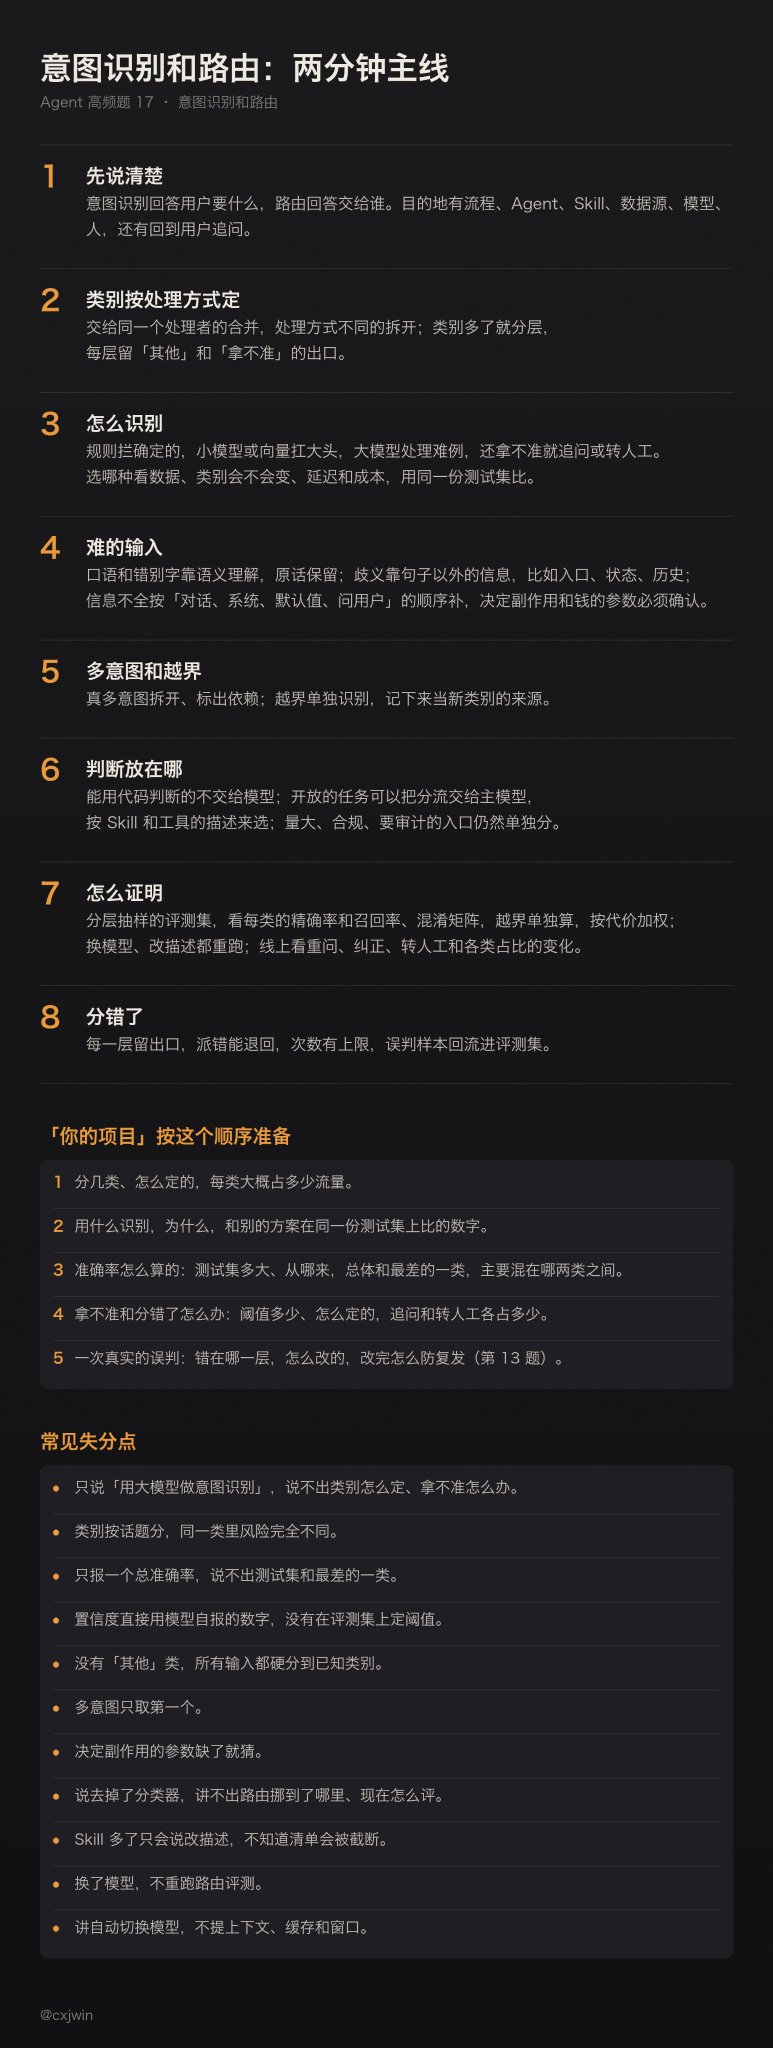 意图识别和路由：两分钟主线
Agent 高频题 17 · 意图识别和路由
1 先说清楚
意图识别回答用户要什么，路由回答交给谁。目的地有流程、Agent、Skill、数据源、模型、
人，还有回到用户追问。
2 类别按处理方式定
交给同一个处理者的合并，处理方式不同的拆开；类别多了就分层，
每层留「其他」和「拿不准」的出口。
3 怎么识别
规则拦确定的，小模型或向量扛大头，大模型处理难例，还拿不准就追问或转人工。
选哪种看数据、类别会不会变、延迟和成本，用同一份测试集比。
4 难的输入
口语和错别字靠语义理解，原话保留；歧义靠句子以外的信息，比如入口、状态、历史；
信息不全按「对话、系统、默认值、问用户」的顺序补，决定副作用和钱的参数必须确认。
5 多意图和越界
真多意图拆开、标出依赖；越界单独识别，记下来当新类别的来源。
6 判断放在哪
能用代码判断的不交给模型；开放的任务可以把分流交给主模型，
按 Skill 和工具的描述来选；量大、合规、要审计的入口仍然单独分。
7 怎么证明
分层抽样的评测集，看每类的精确率和召回率、混淆矩阵，越界单独算，按代价加权；
换模型、改描述都重跑；线上看重问、纠正、转人工和各类占比的变化。
8 分错了
每一层留出口，派错能退回，次数有上限，误判样本回流进评测集。
「你的项目」按这个顺序准备
1 分几类、怎么定的，每类大概占多少流量。
2 用什么识别，为什么，和别的方案在同一份测试集上比的数字。
3 准确率怎么算的：测试集多大、从哪来，总体和最差的一类，主要混在哪两类之间。
4 拿不准和分错了怎么办：阈值多少、怎么定的，追问和转人工各占多少。
5 一次真实的误判：错在哪一层，怎么改的，改完怎么防复发（第 13 题）。
常见失分点
• 只说「用大模型做意图识别」，说不出类别怎么定、拿不准怎么办。
• 类别按话题分，同一类里风险完全不同。
• 只报一个总准确率，说不出测试集和最差的一类。
• 置信度直接用模型自报的数字，没有在评测集上定阈值。
• 没有「其他」类，所有输入都硬分到已知类别。
• 多意图只取第一个。
• 决定副作用的参数缺了就猜。
• 说去掉了分类器，讲不出路由挪到了哪里、现在怎么评。
• Skill 多了只会说改描述，不知道清单会被截断。
• 换了模型，不重跑路由评测。
• 讲自动切换模型，不提上下文、缓存和窗口。
@cxjwin